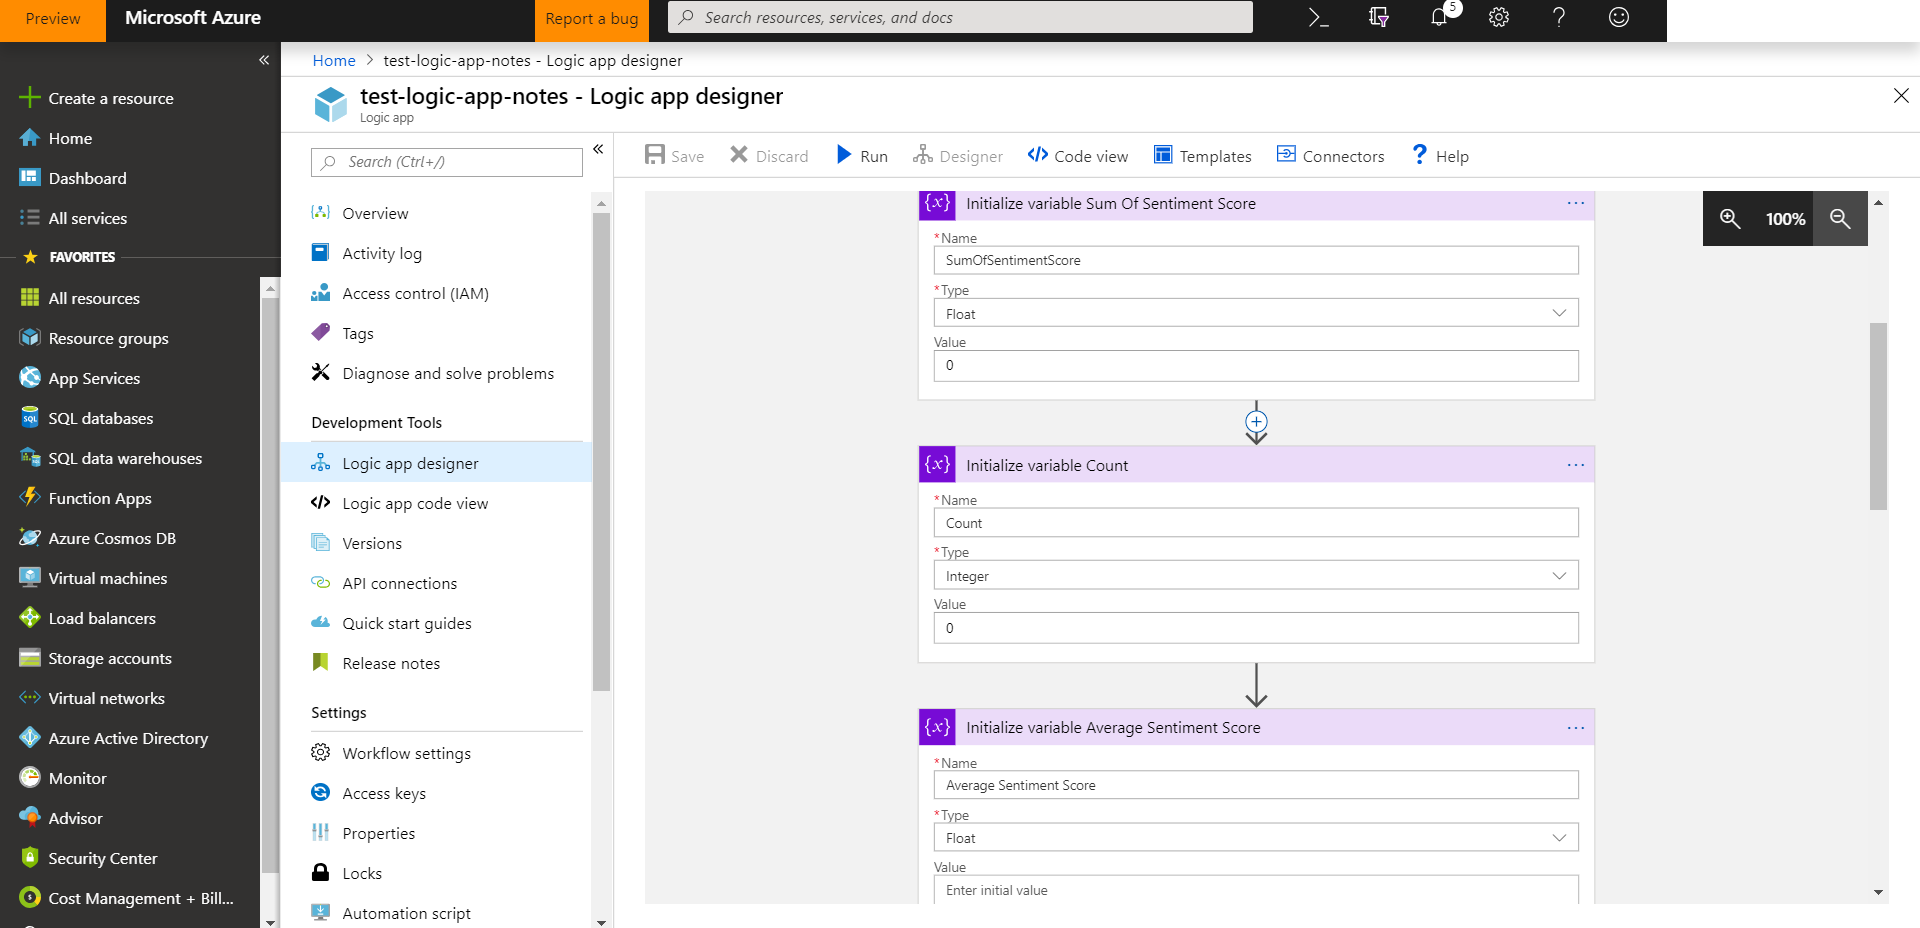 Preview
Microsoft Azure
Report a bug
Search resources, services, and docs
5
Home > test-logic-app-notes - Logic app designer
test-logic-app-notes - Logic app designer
Logic app
Create a resource
Home
Dashboard
All services
FAVORITES
All resources
Resource groups
App Services
SQL databases
SQL data warehouses
Function Apps
Azure Cosmos DB
Virtual machines
Load balancers
Storage accounts
Virtual networks
Azure Active Directory
Monitor
Advisor
Security Center
Cost Management + Bill...
Search (Ctrl+/)
Overview
Activity log
Access control (IAM)
Tags
Diagnose and solve problems
Development Tools
Logic app designer
Logic app code view
Versions
API connections
Quick start guides
Release notes
Settings
Workflow settings
Access keys
Properties
Locks
Automation script
Save Discard Run Designer Code view Templates Connectors Help
{x} Initialize variable Sum Of Sentiment Score ...
*Name
SumOfSentimentScore
*Type
Float
Value
0
{x} Initialize variable Count ...
*Name
Count
*Type
Integer
Value
0
{x} Initialize variable Average Sentiment Score ...
*Name
Average Sentiment Score
*Type
Float
Value
Enter initial value
100%